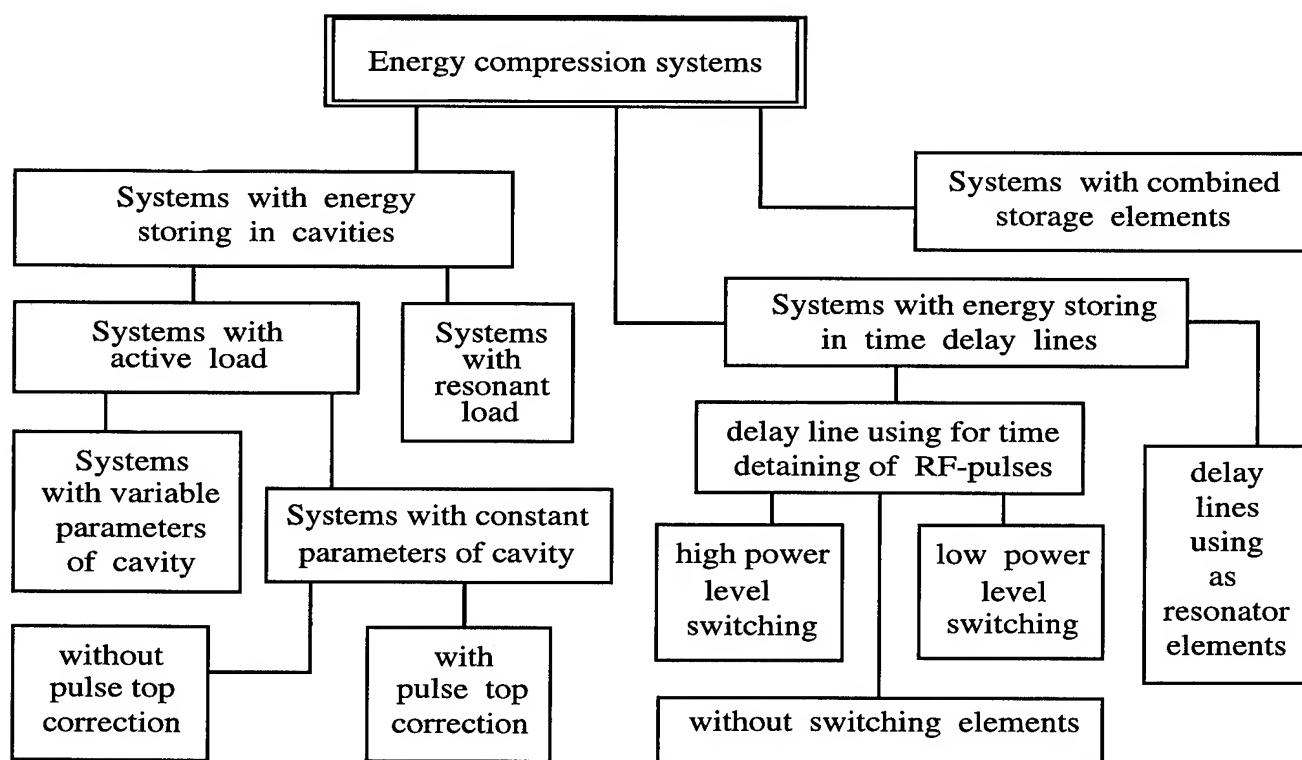 Energy compression systems
Systems with energy
storing in cavities
Systems with combined
storage elements
Systems with
active load
Systems
with
resonant
load
Systems with energy storing
in time delay lines
Systems
with variable
parameters
of cavity
Systems with constant
parameters of cavity
delay line using for time
detaining of RF-pulses
delay
lines
using
as
resonator
elements
high power
level
switching
low power
level
switching
without
pulse top
correction
with
pulse top
correction
without switching elements